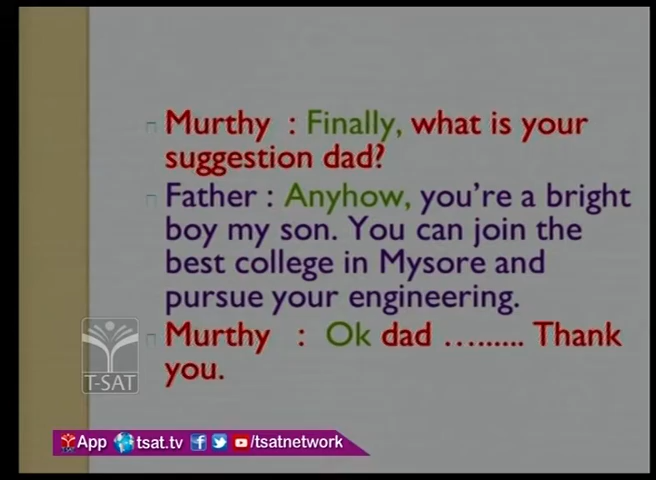 Murthy : Finally, what is your
suggestion dad?
Father : Anyhow, you're a bright
boy my son. You can join the
best college in Mysore and
pursue your engineering.
Murthy : Ok dad …...... Thank
you.
T-SAT
App tsat.tv /tsatnetwork